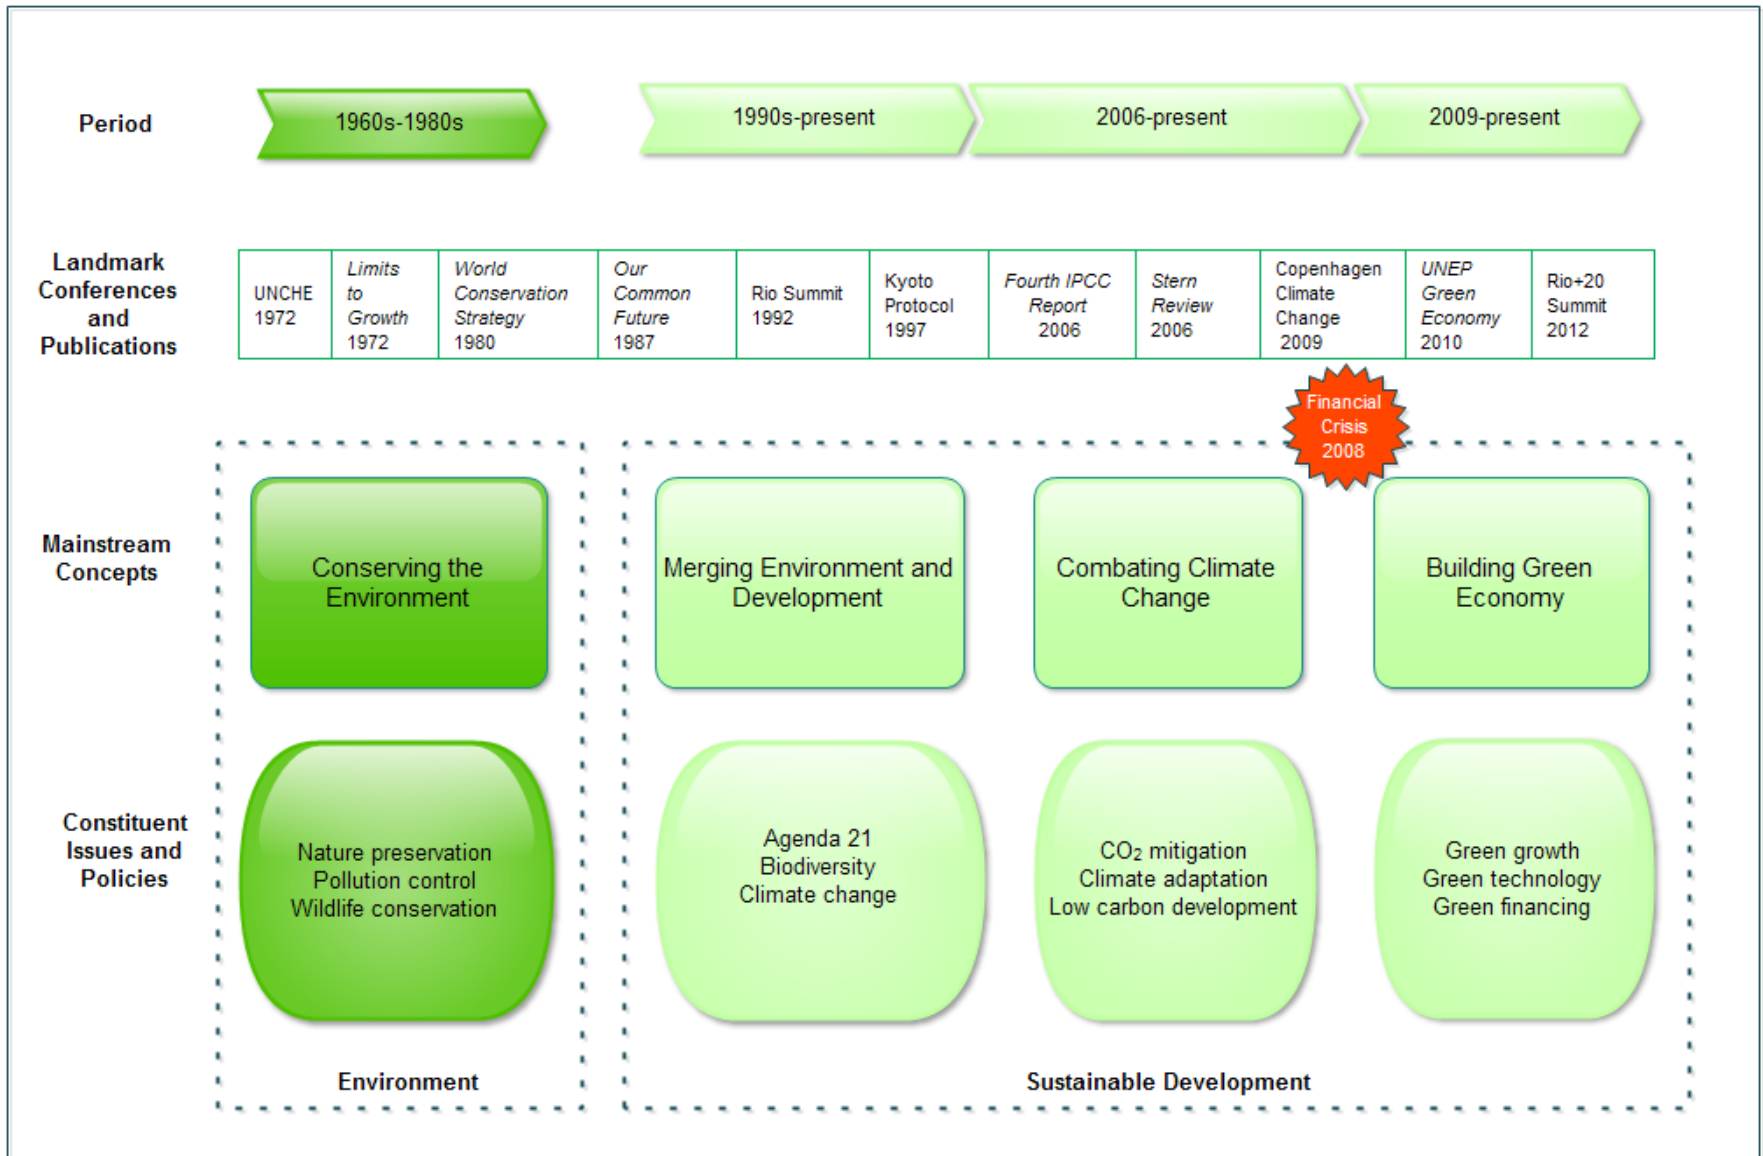 Period
1960s-1980s
1990s-present
2006-present
2009-present
Landmark
Conferences
and
Publications
UNCHE
1972
Limits
to
Growth
1972
World
Conservation
Strategy
1980
Our
Common
Future
1987
Rio Summit
1992
Kyoto
Protocol
1997
Fourth IPCC
Report
2006
Stern
Review
2006
Copenhagen
Climate
Change
2009
UNEP
Green
Economy
2010
Rio+20
Summit
2012
Financial
Crisis
2008
Mainstream
Concepts
Conserving the
Environment
Merging Environment and
Development
Combating Climate
Change
Building Green
Economy
Constituent
Issues and
Policies
Nature preservation
Pollution control
Wildlife conservation
Agenda 21
Biodiversity
Climate change
CO₂ mitigation
Climate adaptation
Low carbon development
Green growth
Green technology
Green financing
Environment
Sustainable Development